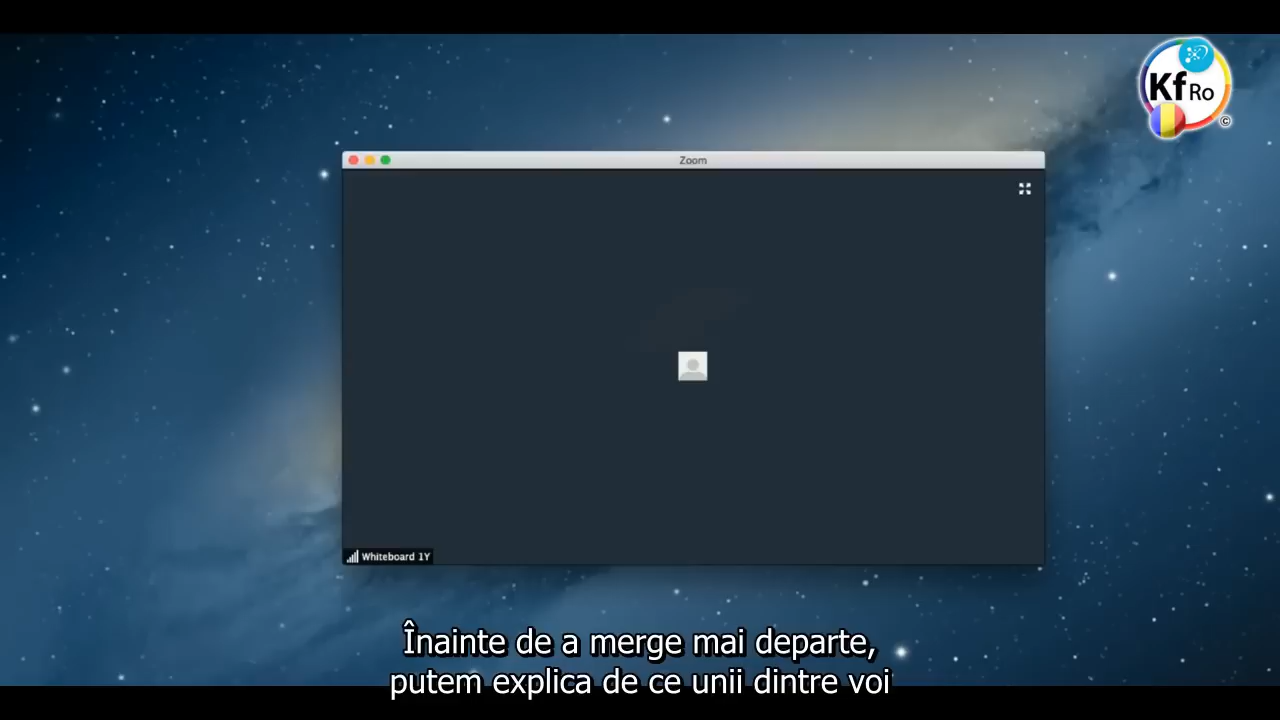 Kf Ro
©
Zoom
Whiteboard 1Y
Înainte de a merge mai departe,
putem explica de ce unii dintre voi